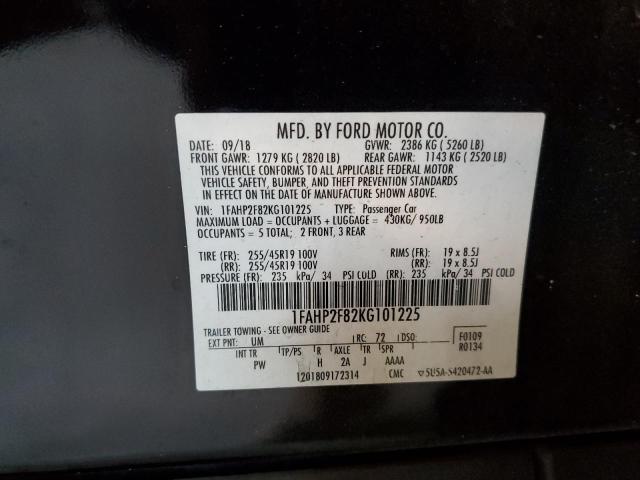 MFD. BY FORD MOTOR CO.
DATE: 09/18 GVWR: 2386 KG ( 5260 LB)
FRONT GAWR: 1279 KG ( 2820 LB) REAR GAWR: 1143 KG ( 2520 LB)
THIS VEHICLE CONFORMS TO ALL APPLICABLE FEDERAL MOTOR
VEHICLE SAFETY, BUMPER, AND THEFT PREVENTION STANDARDS
IN EFFECT ON THE DATE OF MANUFACTURE SHOWN ABOVE.
VIN: 1FAHP2F82KG101225 TYPE: Passenger Car
MAXIMUM LOAD = OCCUPANTS + LUGGAGE = 430KG/ 950LB
OCCUPANTS = 5 TOTAL; 2 FRONT, 3 REAR
TIRE (FR): 255/45R19 100V RIMS (FR): 19 x 8.5J
(RR): 255/45R19 100V (RR): 19 x 8.5J
PRESSURE (FR): 235 kPa/ 34 PSI COLD (RR): 235 kPa/ 34 PSI COLD
1FAHP2F82KG101225
TRAILER TOWING - SEE OWNER GUIDE
EXT PNT: UM RC: 72 DSO: F0109
R0134
INT TR TP/PS R AXLE TR SPR
PW H 2A J AAAA
1201809172314 CMC ▽5U5A-5420472-AA